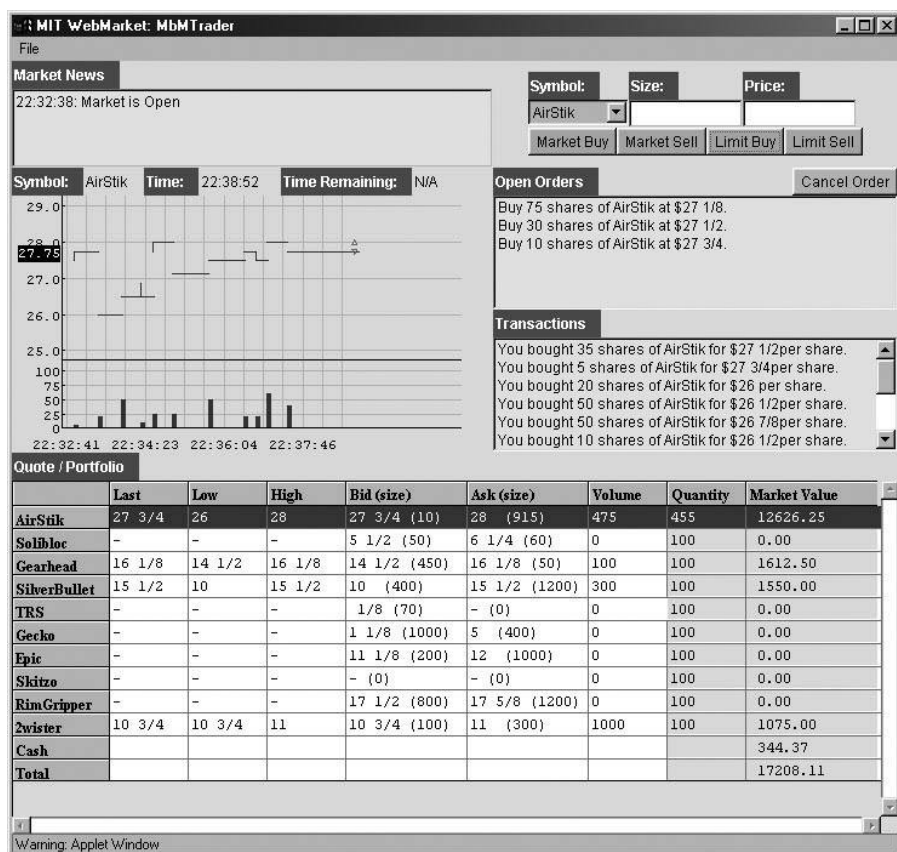 MIT WebMarket: MbMTrader
File
Market News
22:32:38: Market is Open
Symbol: Size: Price:
AirStik
Market Buy Market Sell Limit Buy Limit Sell
Symbol: AirStik Time: 22:38:52 Time Remaining: N/A
29.0
28.0
27.75
27.0
26.0
25.0
100
75
50
25
0
22:32:41 22:34:23 22:36:04 22:37:46
Open Orders Cancel Order
Buy 75 shares of AirStik at $27 1/8.
Buy 30 shares of AirStik at $27 1/2.
Buy 10 shares of AirStik at $27 3/4.
Transactions
You bought 35 shares of AirStik for $27 1/2per share.
You bought 5 shares of AirStik for $27 3/4per share.
You bought 20 shares of AirStik for $26 per share.
You bought 50 shares of AirStik for $26 1/2per share.
You bought 50 shares of AirStik for $26 7/8per share.
You bought 10 shares of AirStik for $26 1/2per share.
Quote / Portfolio
Last Low High Bid (size) Ask (size) Volume Quantity Market Value
AirStik 27 3/4 26 28 27 3/4 (10) 28 (915) 475 455 12626.25
Solibloc - - - 5 1/2 (50) 6 1/4 (60) 0 100 0.00
Gearhead 16 1/8 14 1/2 16 1/8 14 1/2 (450) 16 1/8 (50) 100 100 1612.50
SilverBullet 15 1/2 10 15 1/2 10 (400) 15 1/2 (1200) 300 100 1550.00
TRS - - - 1/8 (70) - (0) 0 100 0.00
Gecko - - - 1 1/8 (1000) 5 (400) 0 100 0.00
Epic - - - 11 1/8 (200) 12 (1000) 0 100 0.00
Skitzo - - - - (0) - (0) 0 100 0.00
RimGripper - - - 17 1/2 (800) 17 5/8 (1200) 0 100 0.00
2wister 10 3/4 10 3/4 11 10 3/4 (100) 11 (300) 1000 100 1075.00
Cash 344.37
Total 17208.11
Warning: Applet Window